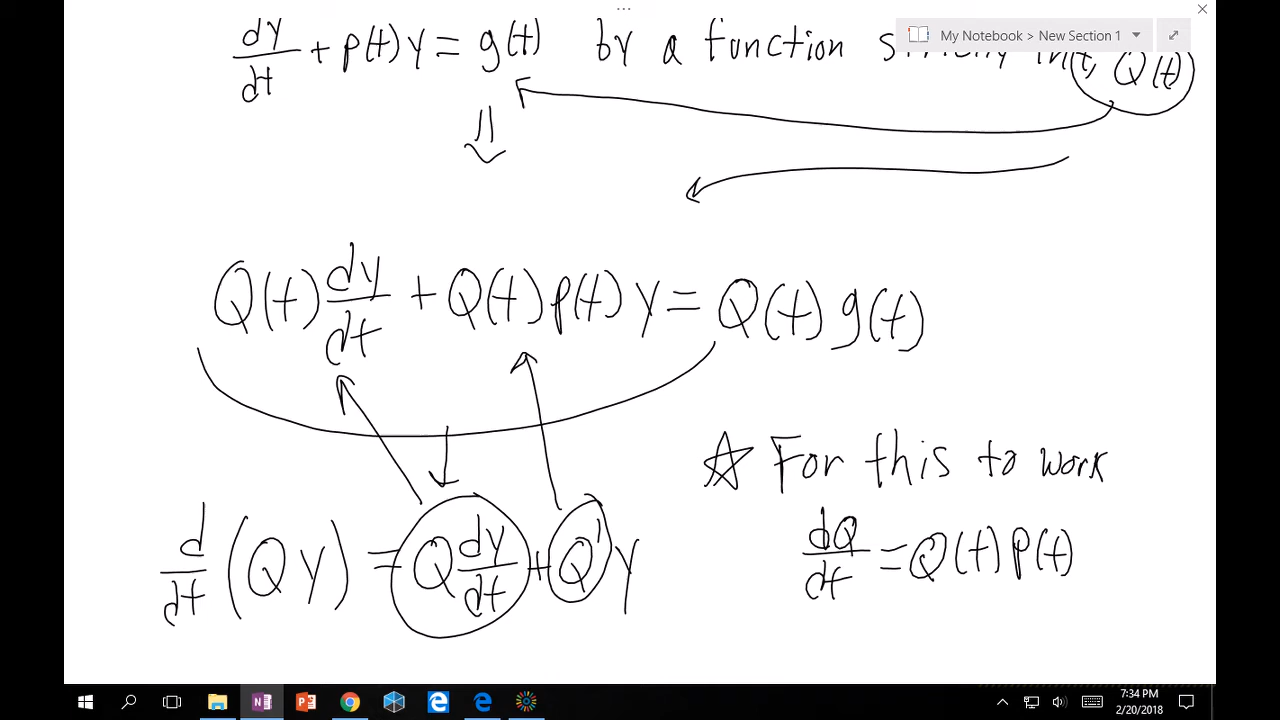 My Notebook > New Section 1
dy/dt + p(t) y = g(t) by a function in t, Q(t)
Q(t) dy/dt + Q(t) p(t) y = Q(t) g(t)
☆ For this to work
dQ/dt = Q(t) p(t)
d/dt (Q y) = Q dy/dt + Q' y
7:34 PM
2/20/2018